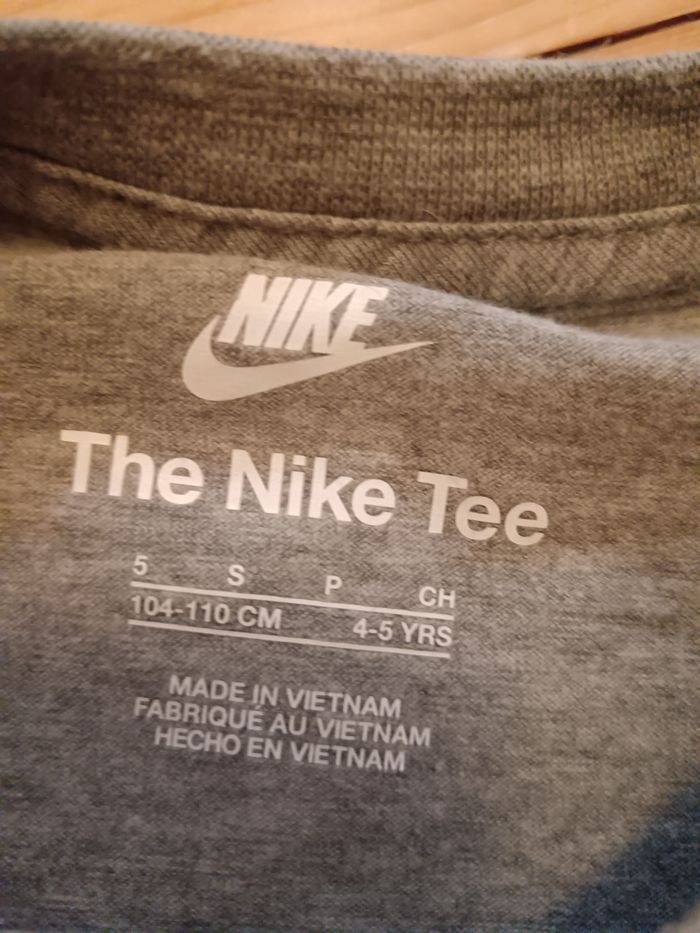 NIKE
The Nike Tee
5 S P CH
104-110 CM 4-5 YRS
MADE IN VIETNAM
FABRIQUÉ AU VIETNAM
HECHO EN VIETNAM